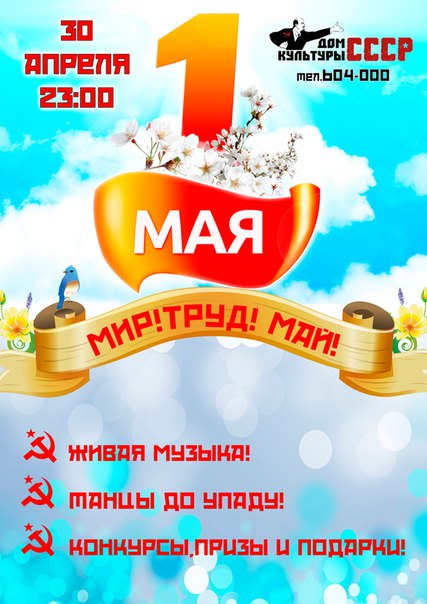 30
АПРЕЛЯ
23:00
ДОМ
КУЛЬТУРЫ СССР
тел.604-000
1
МАЯ
МИР!ТРУД! МАЙ!
ЖИВАЯ МУЗЫКА!
ТАНЦЫ ДО УПАДУ!
КОНКУРСЫ,ПРИЗЫ И ПОДАРКИ!